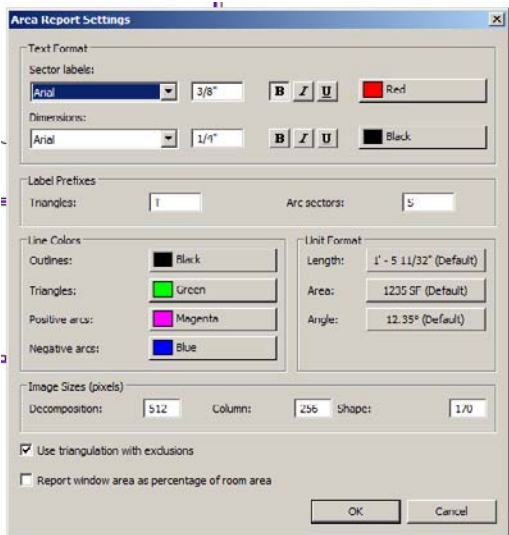 Area Report Settings
Text Format
Sector labels:
Arial 3/8" B I U Red
Dimensions:
Arial 1/4" B I U Black
Label Prefixes
Triangles: T Arc sectors: S
Line Colors
Outlines: Black
Triangles: Green
Positive arcs: Magenta
Negative arcs: Blue
Unit Format
Length: 1' - 5 11/32" (Default)
Area: 1235 SF (Default)
Angle: 12.35° (Default)
Image Sizes (pixels)
Decomposition: 512 Column: 256 Shape: 170
Use triangulation with exclusions
Report window area as percentage of room area
OK Cancel